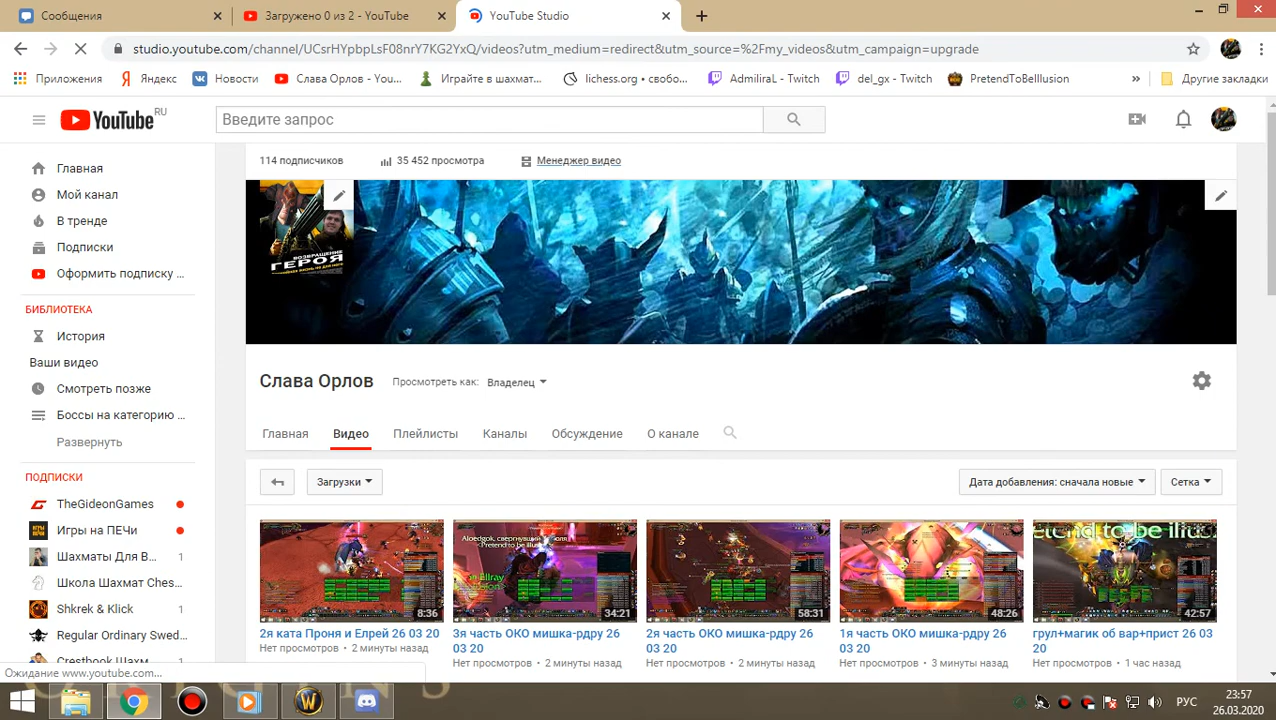 Сообщения
Загружено 0 из 2 - YouTube
YouTube Studio
studio.youtube.com/channel/UCsrHYpbpLsF08nrY7KG2YxQ/videos?utm_medium=redirect&utm_source=%2Fmy_videos&utm_campaign=upgrade
Приложения
Яндекс
Новости
Слава Орлов - You...
Играйте в шахмат...
lichess.org • свобо...
AdmiiraL - Twitch
del_gx - Twitch
PretendToBeIllusion
»
Другие закладки
YouTube RU
Введите запрос
Главная
Мой канал
В тренде
Подписки
Оформить подписку ...
БИБЛИОТЕКА
История
Ваши видео
Смотреть позже
Боссы на категорию ...
Развернуть
ПОДПИСКИ
TheGideonGames
Игры на ПЕЧи
Шахматы Для В... 1
Школа Шахмат Ches...
Shkrek & Klick 1
Regular Ordinary Swed...
Crestbook Шахм...
114 подписчиков
35 452 просмотра
Менеджер видео
ВОЗВРАЩЕНИЕ
ГЕРОЯ
Слава Орлов
Просмотреть как:
Владелец
Главная
Видео
Плейлисты
Каналы
Обсуждение
О канале
Загрузки
Дата добавления: сначала новые
Сетка
8:36
34:21
58:31
48:26
42:57
2я ката Проня и Елрей 26 03 20
Нет просмотров • 2 минуты назад
3я часть ОКО мишка-рдру 26
03 20
Нет просмотров • 2 минуты назад
2я часть ОКО мишка-рдру 26
03 20
Нет просмотров • 2 минуты назад
1я часть ОКО мишка-рдру 26
03 20
Нет просмотров • 3 минуты назад
грул+магик об вар+прист 26 03
20
Нет просмотров • 1 час назад
Ожидание www.youtube.com...
РУС
23:57
26.03.2020